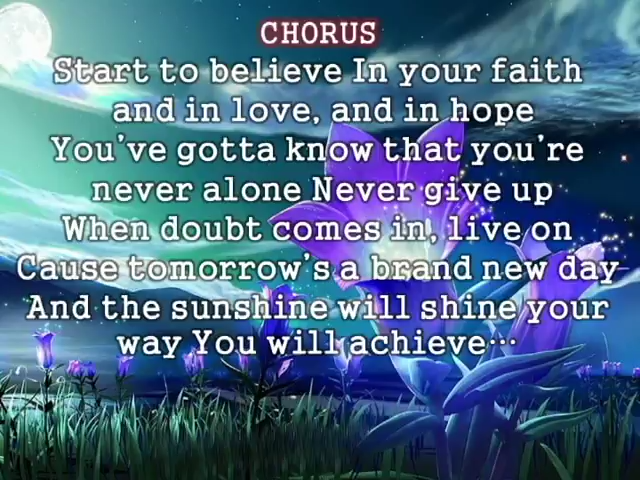 CHORUS
Start to believe In your faith
and in love, and in hope
You've gotta know that you're
never alone Never give up
When doubt comes in, live on
Cause tomorrow's a brand new day
And the sunshine will shine your
way You will achieve…